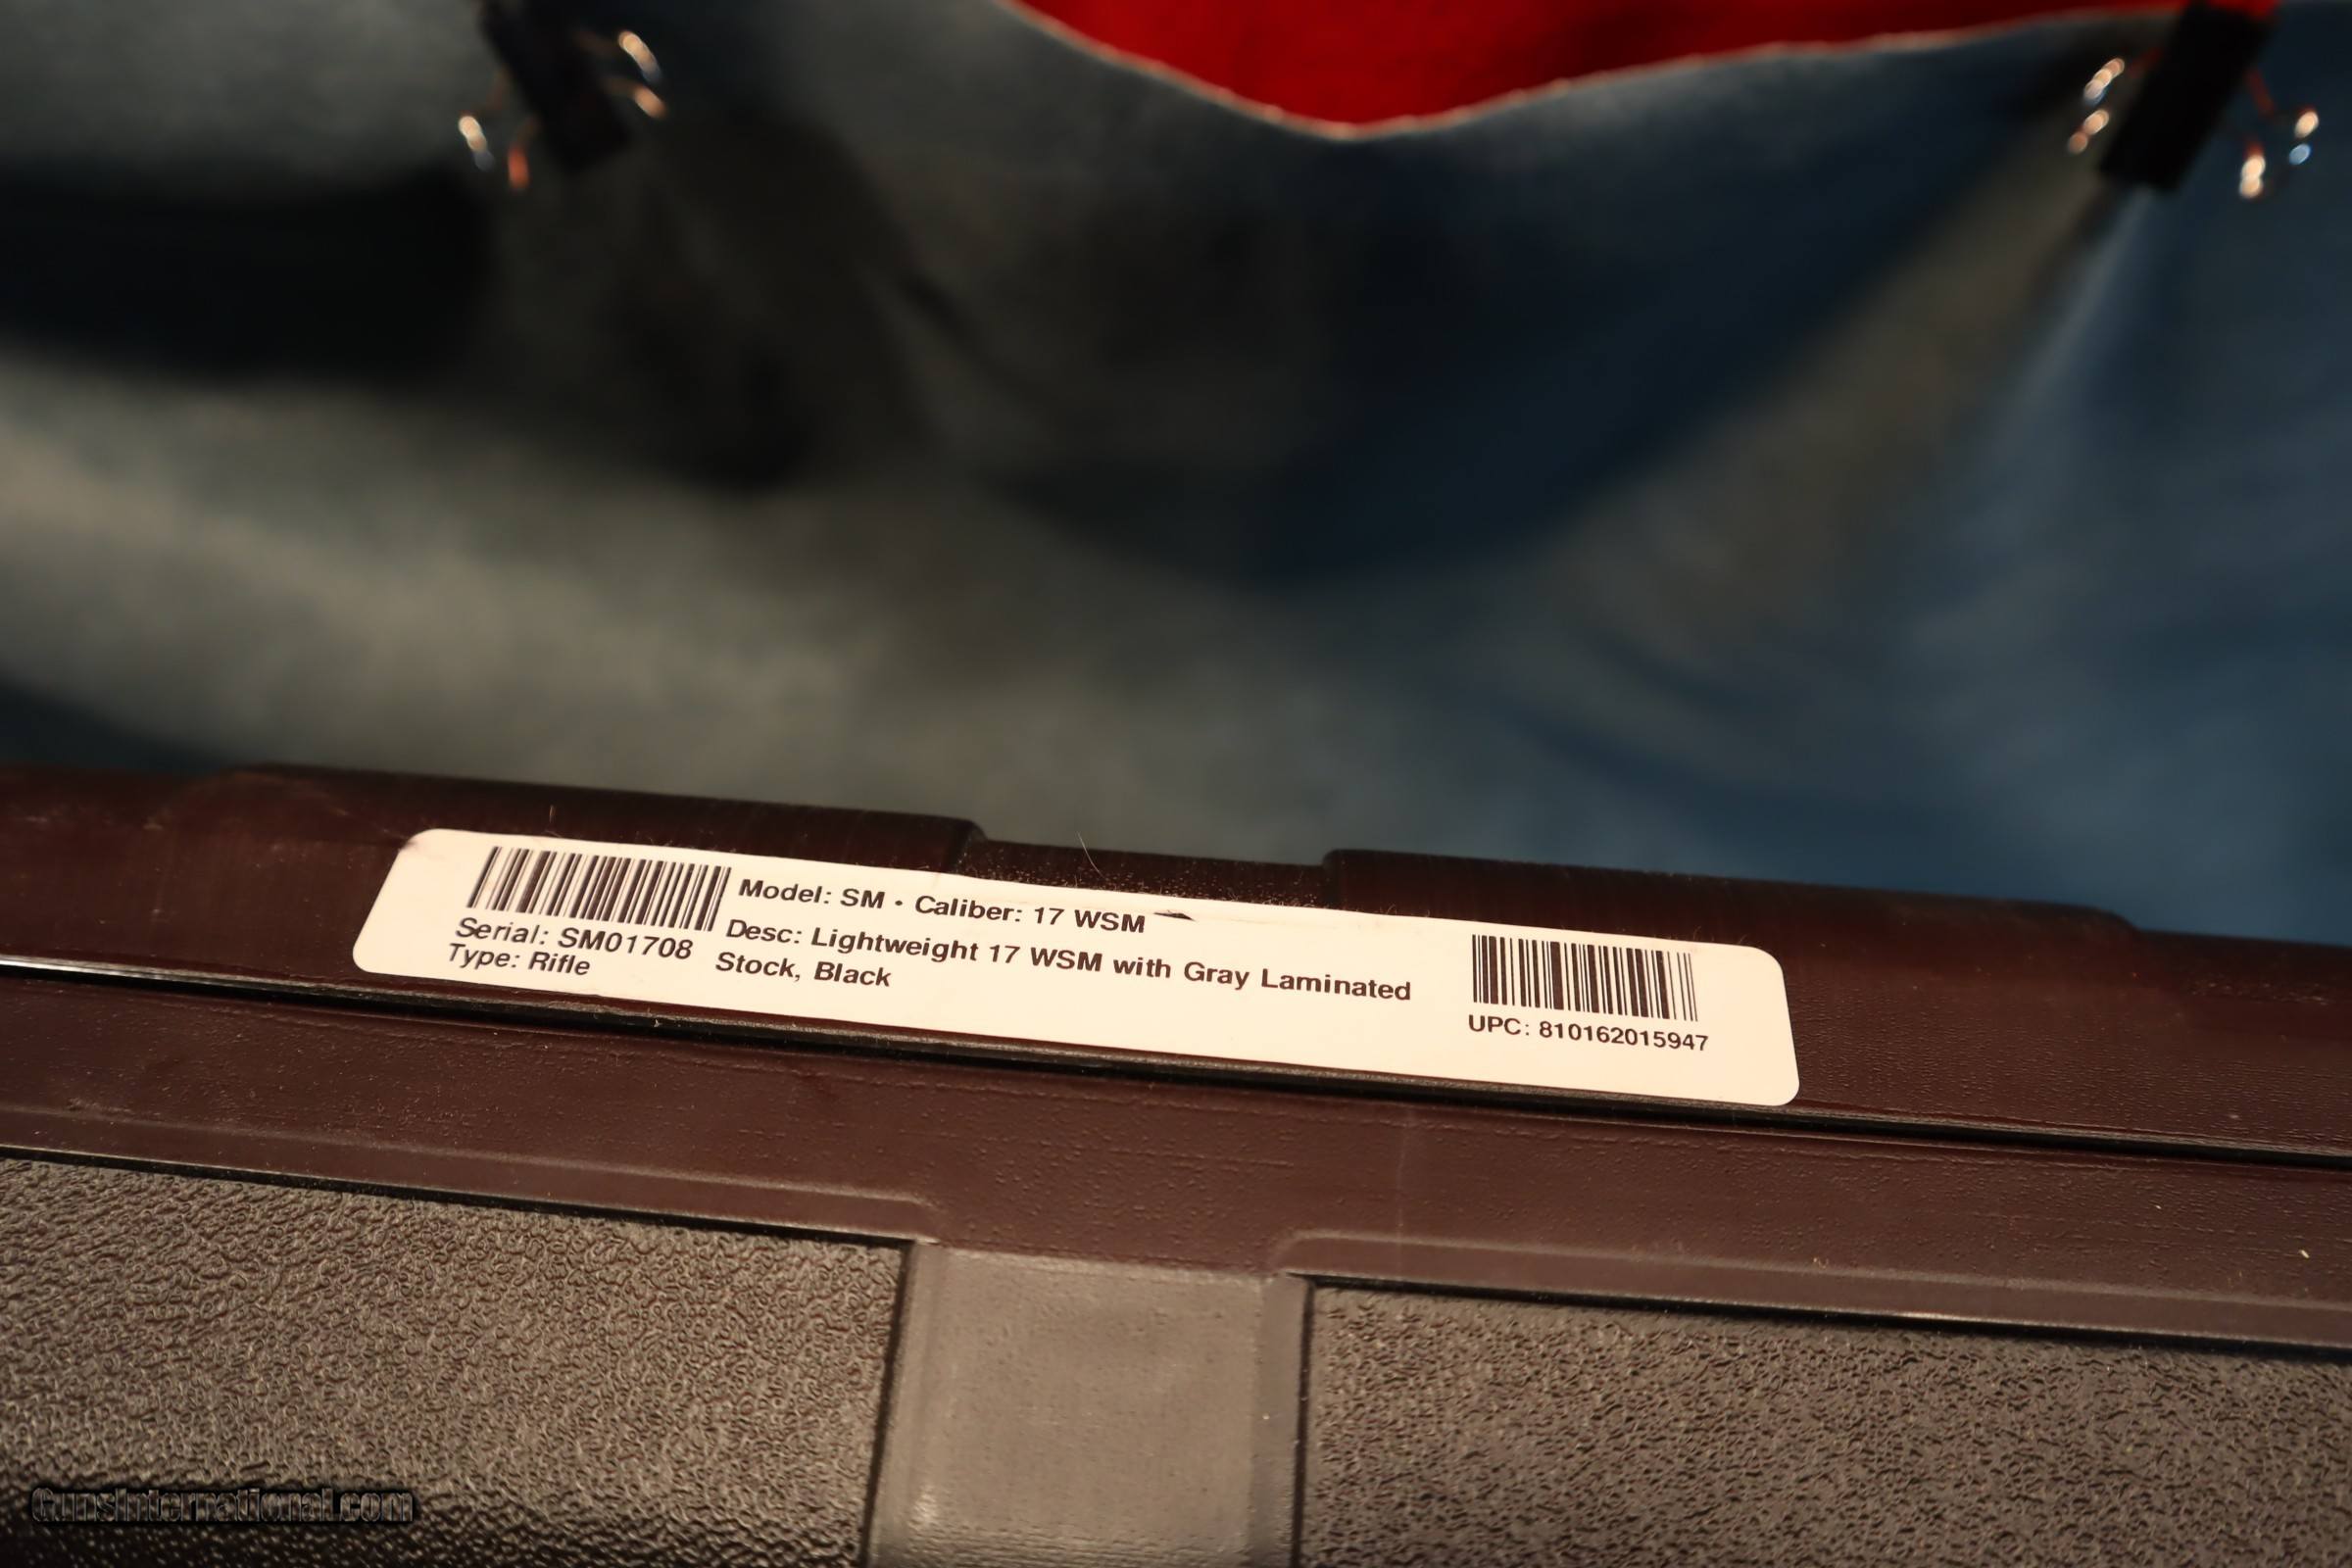 Model: SM • Caliber: 17 WSM
Serial: SM01708
Type: Rifle
Desc: Lightweight 17 WSM with Gray Laminated
Stock, Black
UPC: 810162015947
GunsInternational.com